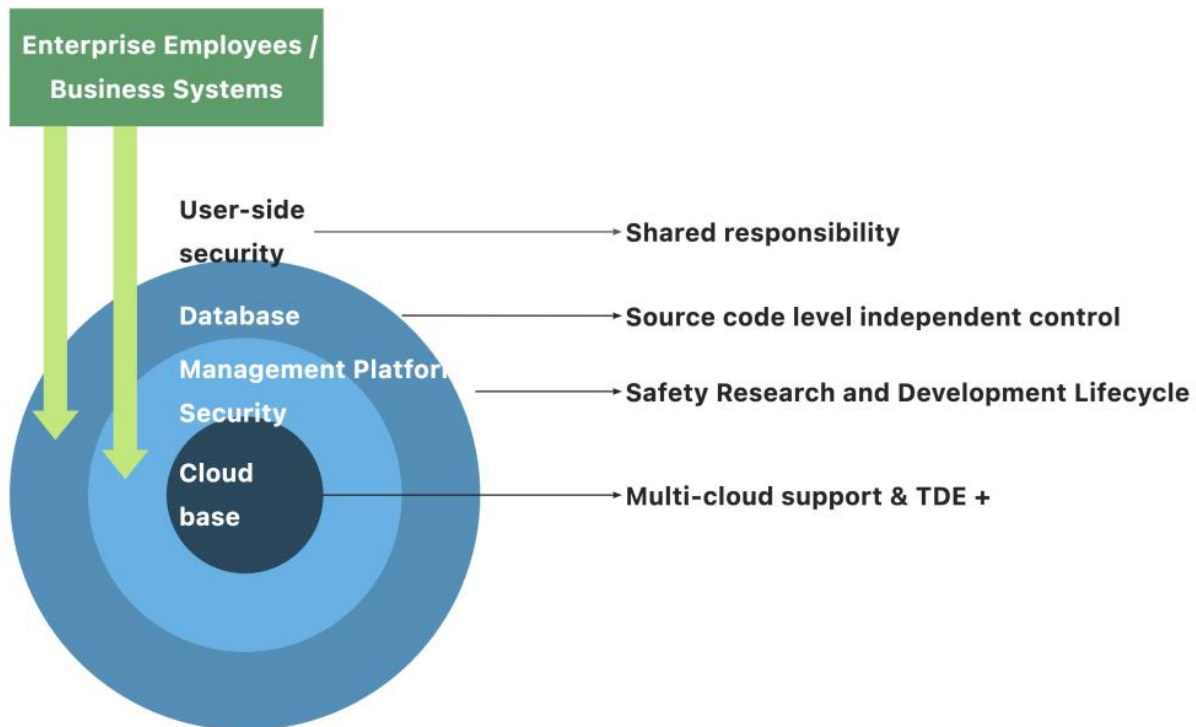 Enterprise Employees /
Business Systems
User-side
security
Shared responsibility
Database
Source code level independent control
Management Platform
Security
Safety Research and Development Lifecycle
Cloud
base
Multi-cloud support & TDE +